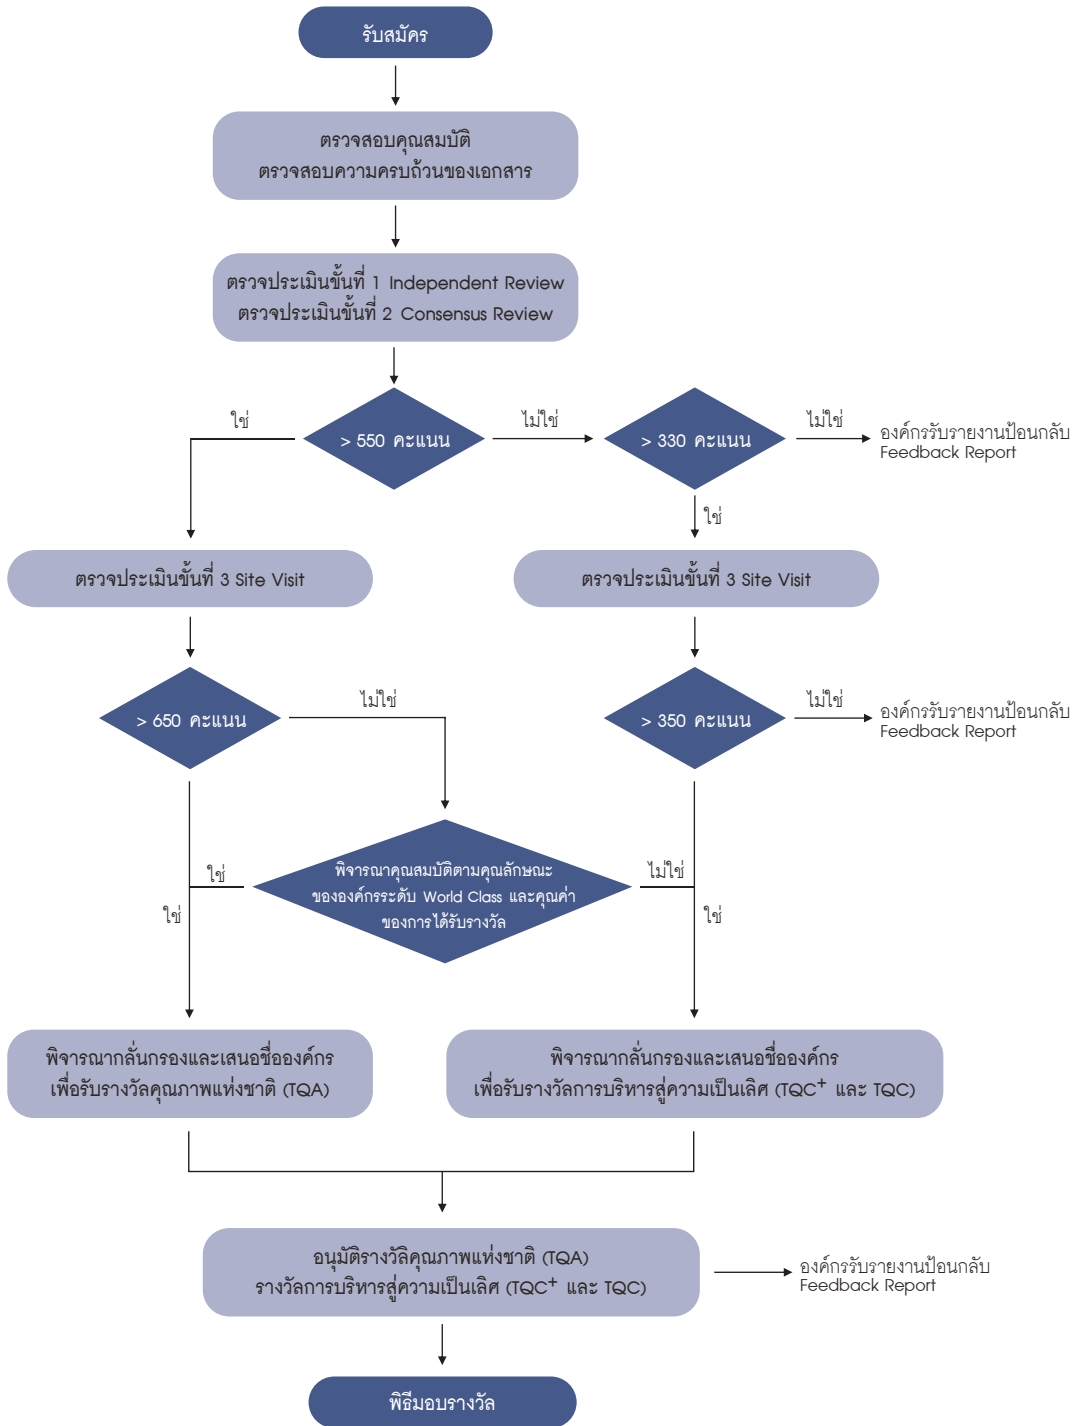 รับสมัคร
ตรวจสอบคุณสมบัติ
ตรวจสอบความครบถ้วนของเอกสาร
ตรวจประเมินขั้นที่ 1 Independent Review
ตรวจประเมินขั้นที่ 2 Consensus Review
ใช่
> 550 คะแนน
ไม่ใช่
> 330 คะแนน
ไม่ใช่
องค์กรรับรายงานป้อนกลับ
Feedback Report
ใช่
ตรวจประเมินขั้นที่ 3 Site Visit
ตรวจประเมินขั้นที่ 3 Site Visit
> 650 คะแนน
ไม่ใช่
> 350 คะแนน
ไม่ใช่
องค์กรรับรายงานป้อนกลับ
Feedback Report
ใช่
พิจารณาคุณสมบัติตามคุณลักษณะ
ขององค์กรระดับ World Class และคุณค่า
ของการได้รับรางวัล
ไม่ใช่
ใช่
ใช่
พิจารณากลั่นกรองและเสนอชื่อองค์กร
เพื่อรับรางวัลคุณภาพแห่งชาติ (TQA)
พิจารณากลั่นกรองและเสนอชื่อองค์กร
เพื่อรับรางวัลการบริหารสู่ความเป็นเลิศ (TQC+ และ TQC)
อนุมัติรางวัลิคุณภาพแห่งชาติ (TQA)
รางวัลการบริหารสู่ความเป็นเลิศ (TQC+ และ TQC)
องค์กรรับรายงานป้อนกลับ
Feedback Report
พิธีมอบรางวัล